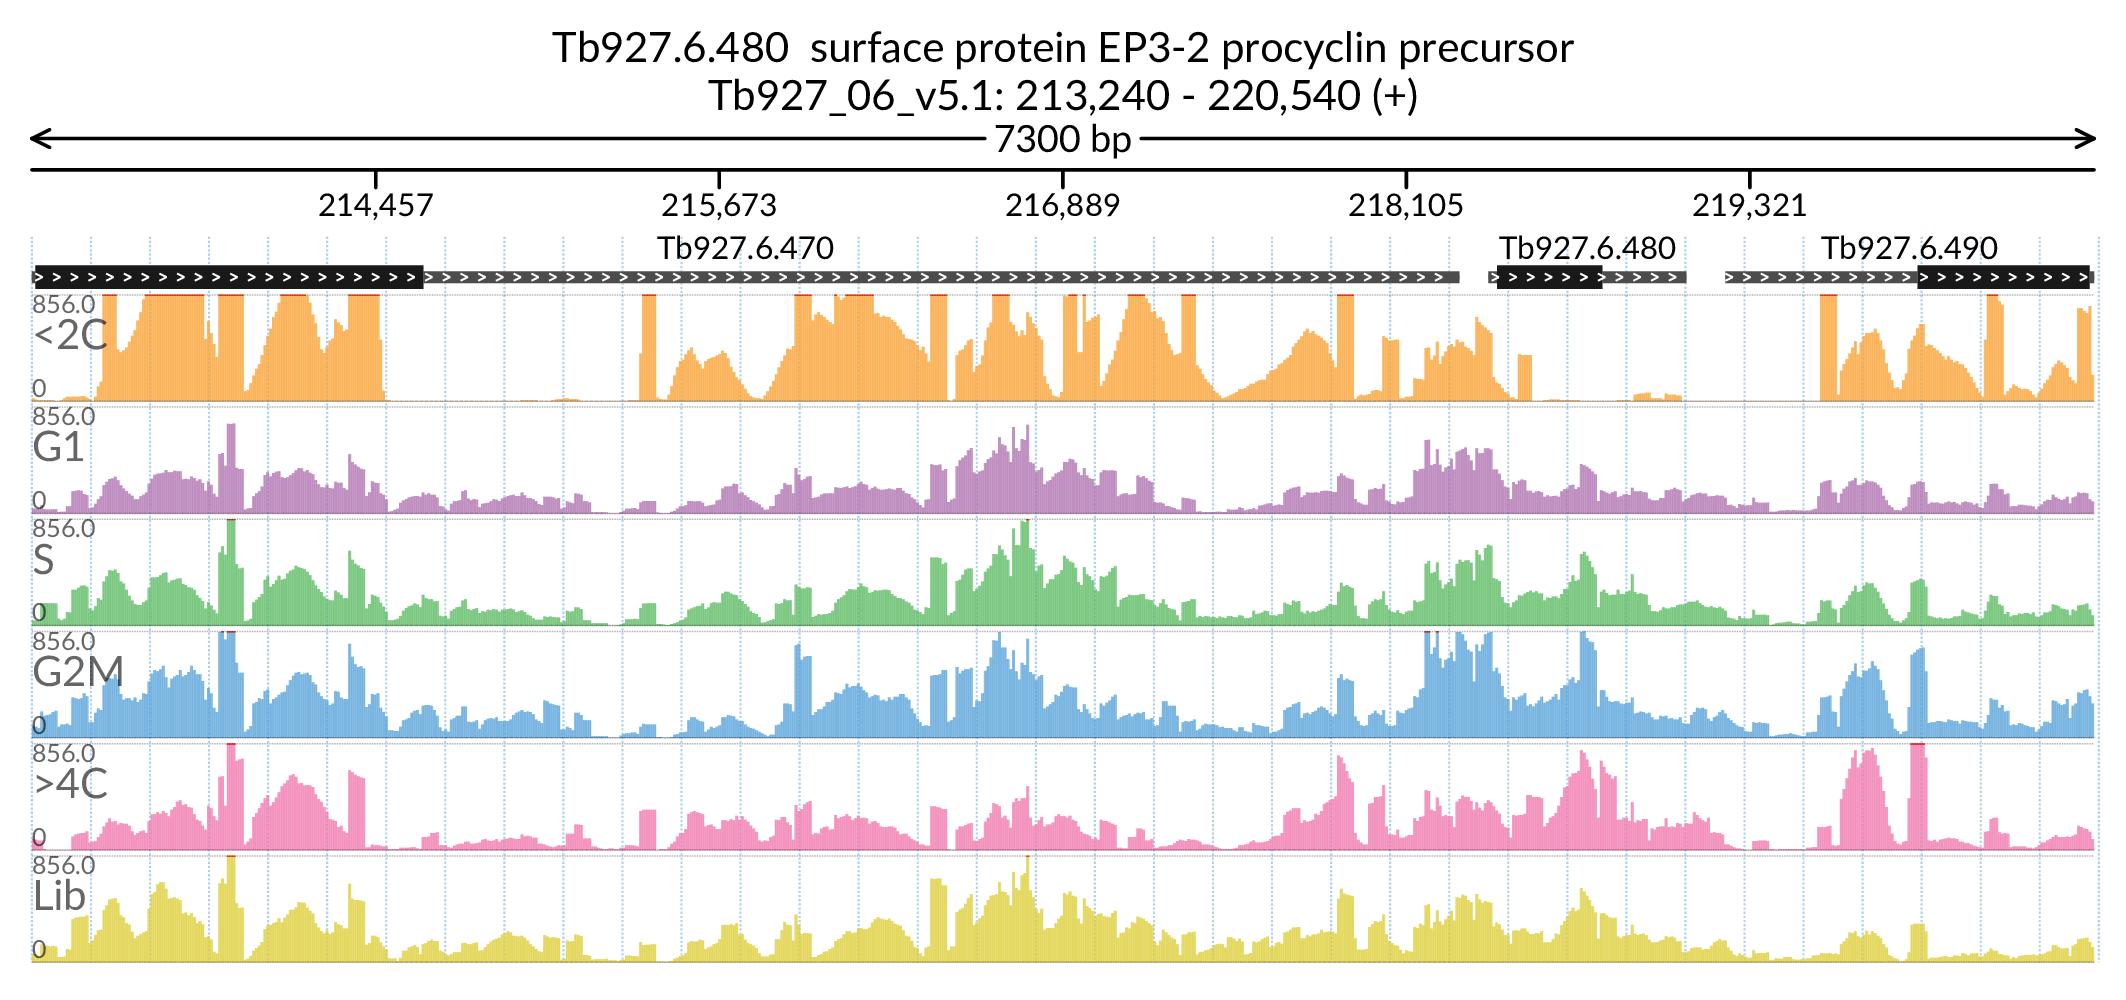 Tb927.6.480  surface protein EP3-2 procyclin precursor
Tb927_06_v5.1: 213,240 - 220,540 (+)
7300 bp
214,457 215,673 216,889 218,105 219,321
Tb927.6.470 Tb927.6.480 Tb927.6.490
856.0
<2C
0
856.0
G1
0
856.0
S
0
856.0
G2M
0
856.0
>4C
0
856.0
Lib
0